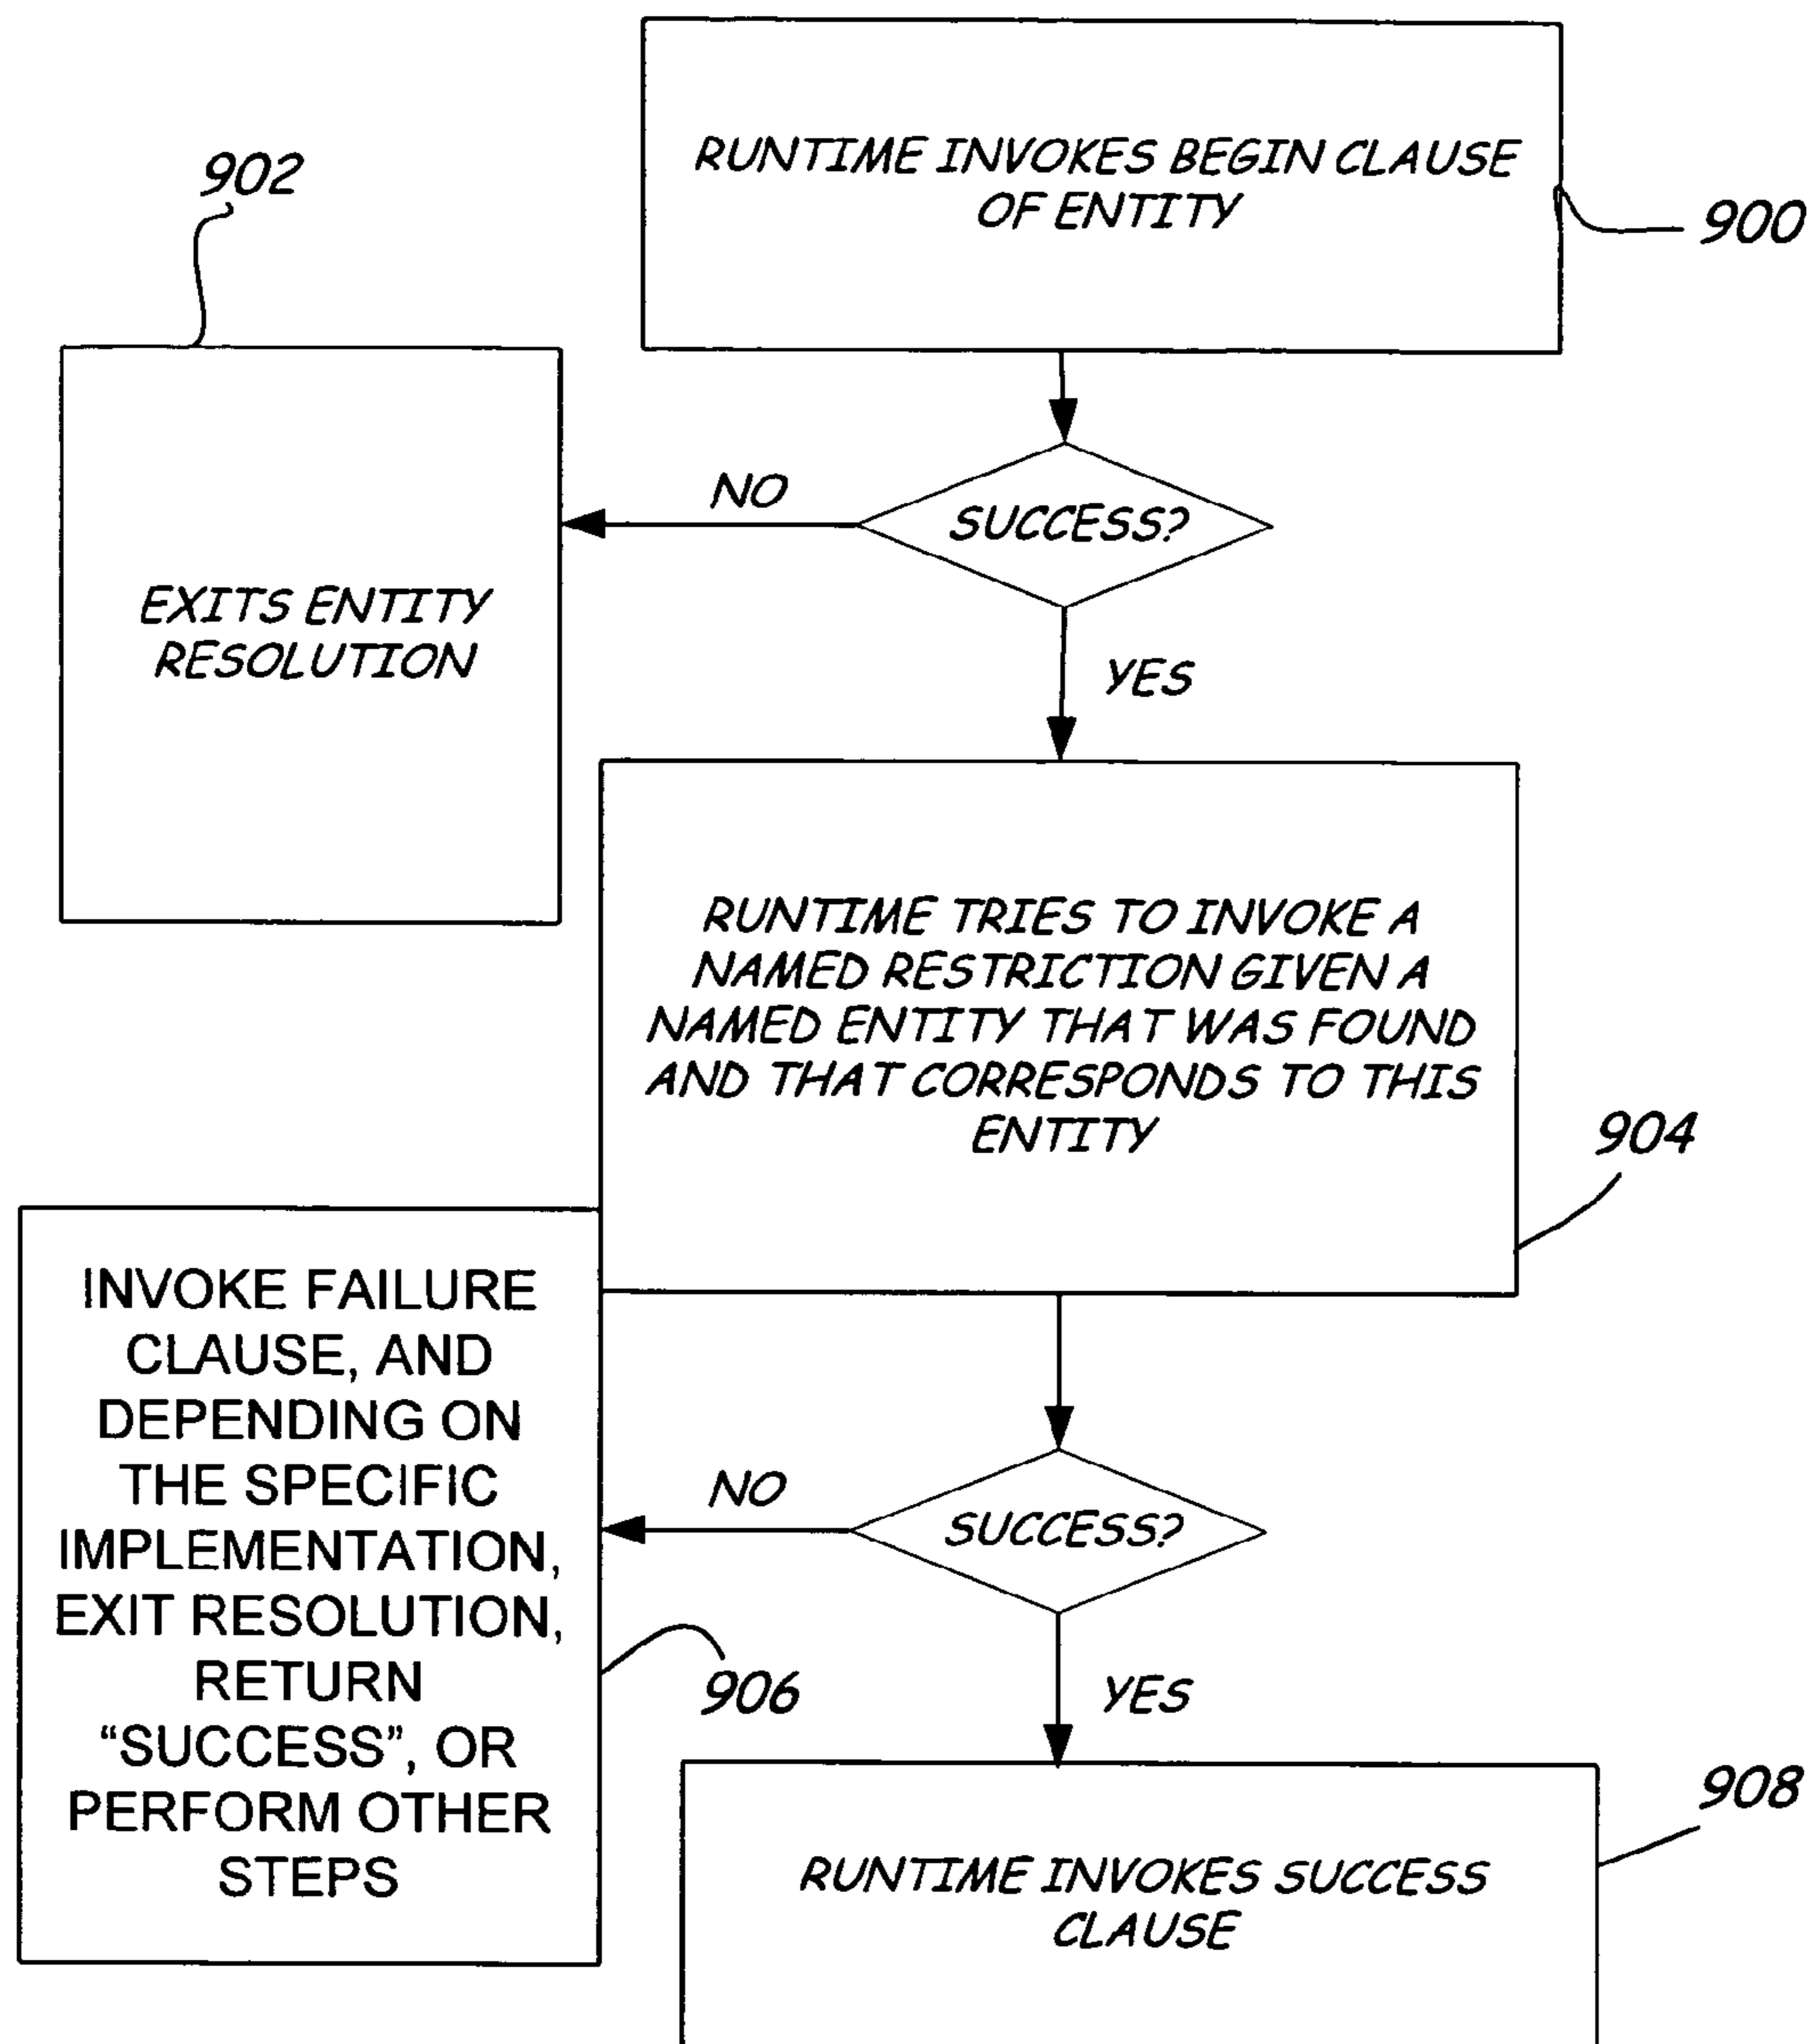 RUNTIME INVOKES BEGIN CLAUSE
OF ENTITY
900
902
SUCCESS?
NO
YES
EXITS ENTITY
RESOLUTION
RUNTIME TRIES TO INVOKE A
NAMED RESTRICTION GIVEN A
NAMED ENTITY THAT WAS FOUND
AND THAT CORRESPONDS TO THIS
ENTITY
904
SUCCESS?
NO
YES
INVOKE FAILURE
CLAUSE, AND
DEPENDING ON
THE SPECIFIC
IMPLEMENTATION,
EXIT RESOLUTION,
RETURN
“SUCCESS”, OR
PERFORM OTHER
STEPS
906
908
RUNTIME INVOKES SUCCESS
CLAUSE